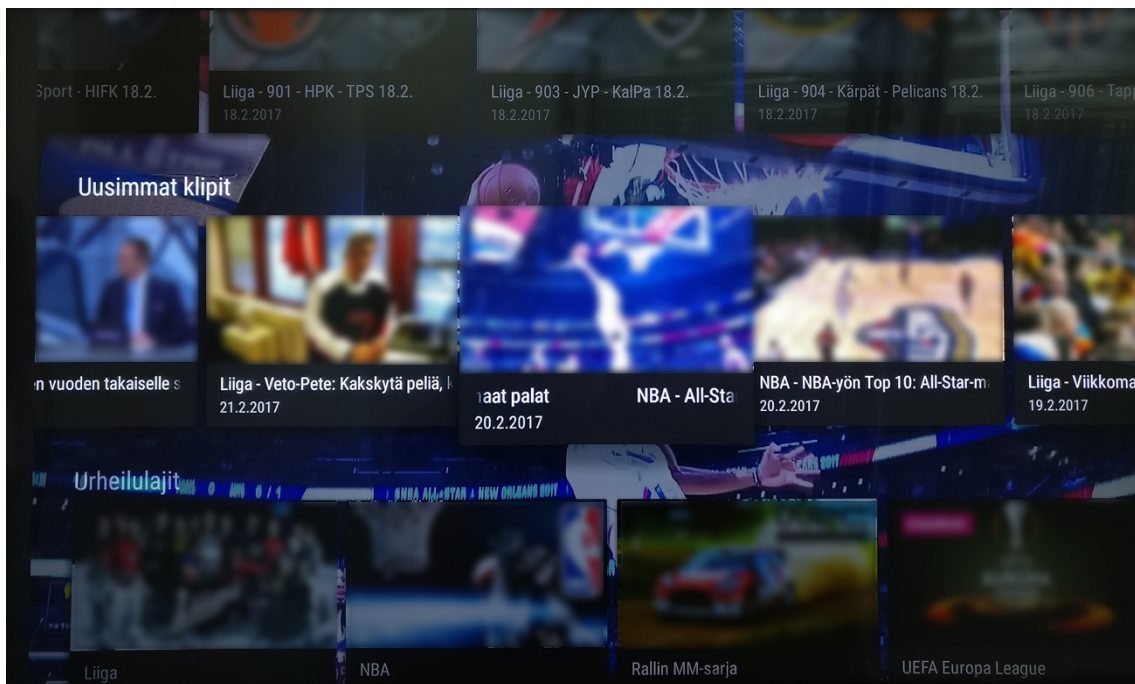 Sport - HIFK 18.2.
Liiga - 901 - HPK - TPS 18.2.
18.2.2017
Liiga - 903 - JYP - KalPa 18.2.
18.2.2017
Liiga - 904 - Kärpät - Pelicans 18.2.
18.2.2017
Liiga - 906 - Tapp
18.2.2017
Uusimmat klipit
en vuoden takaiselle s
Liiga - Veto-Pete: Kakskytä peliä, k
21.2.2017
aat palat NBA - All-Sta
20.2.2017
NBA - NBA-yön Top 10: All-Star-m
20.2.2017
Liiga - Viikkoma
19.2.2017
Urheilulajit
NBA ALL-STAR NEW ORLEANS 2017
Liiga
NBA
Rallin MM-sarja
UEFA Europa League